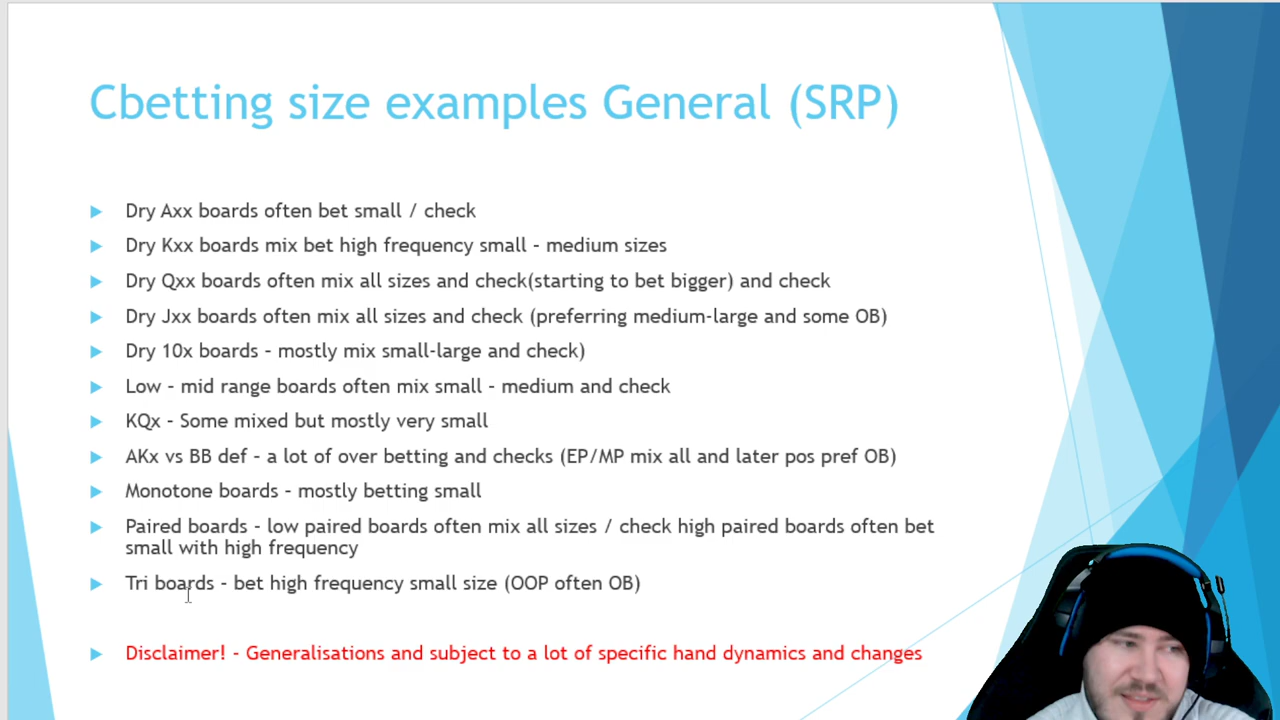 Cbetting size examples General (SRP)
Dry Axx boards often bet small / check
Dry Kxx boards mix bet high frequency small - medium sizes
Dry Qxx boards often mix all sizes and check(starting to bet bigger) and check
Dry Jxx boards often mix all sizes and check (preferring medium-large and some OB)
Dry 10x boards - mostly mix small-large and check)
Low - mid range boards often mix small - medium and check
KQx - Some mixed but mostly very small
AKx vs BB def - a lot of over betting and checks (EP/MP mix all and later pos pref OB)
Monotone boards - mostly betting small
Paired boards - low paired boards often mix all sizes / check high paired boards often bet
small with high frequency
Tri boards - bet high frequency small size (OOP often OB)
Disclaimer! - Generalisations and subject to a lot of specific hand dynamics and changes